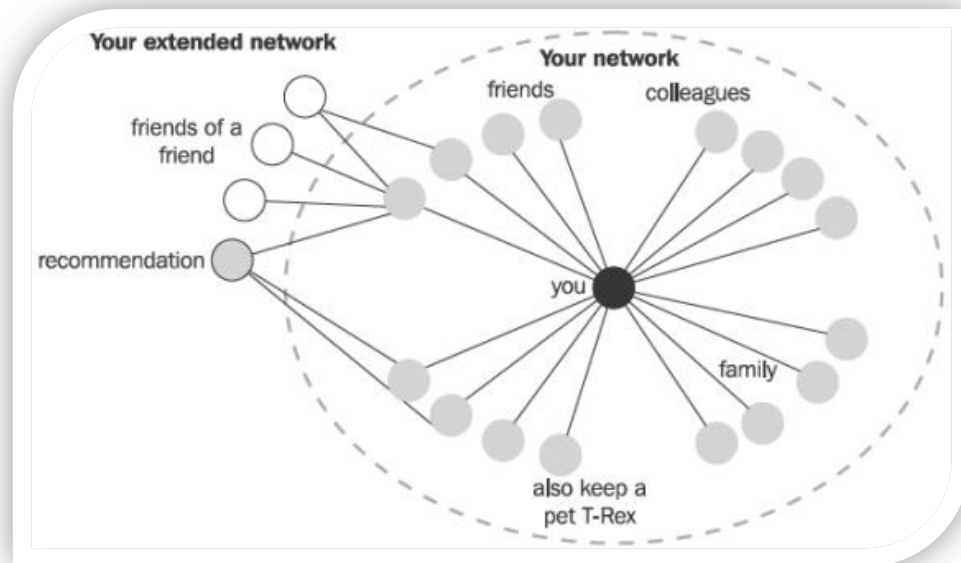 Your extended network
Your network
friends
colleagues
friends of a
friend
recommendation
you
family
also keep a
pet T-Rex